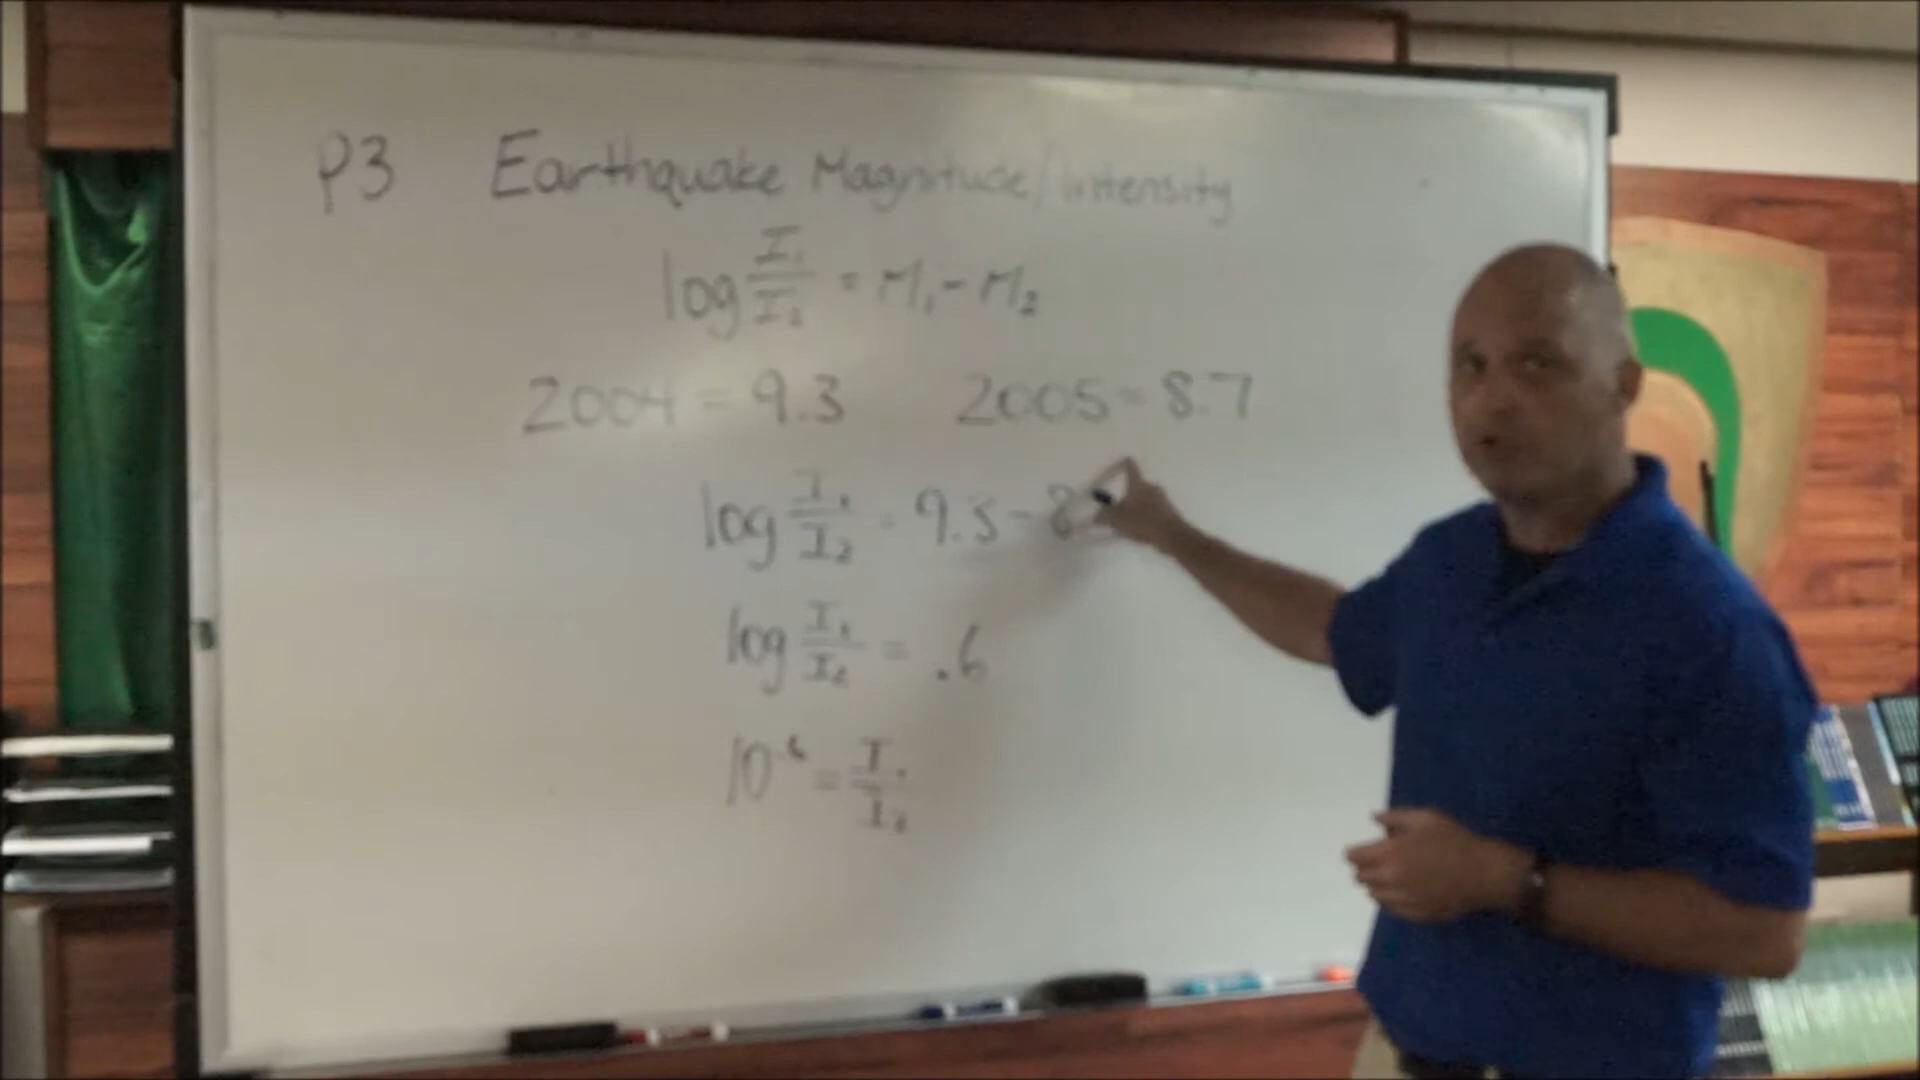 P3 Earthquake Magnitude/Intensity
log I₁/I₂ = M₁ - M₂
2004 = 9.3 2005 = 8.7
log I₁/I₂ = 9.3 - 8
log I₁/I₂ = .6
10^.6 = I₁/I₂